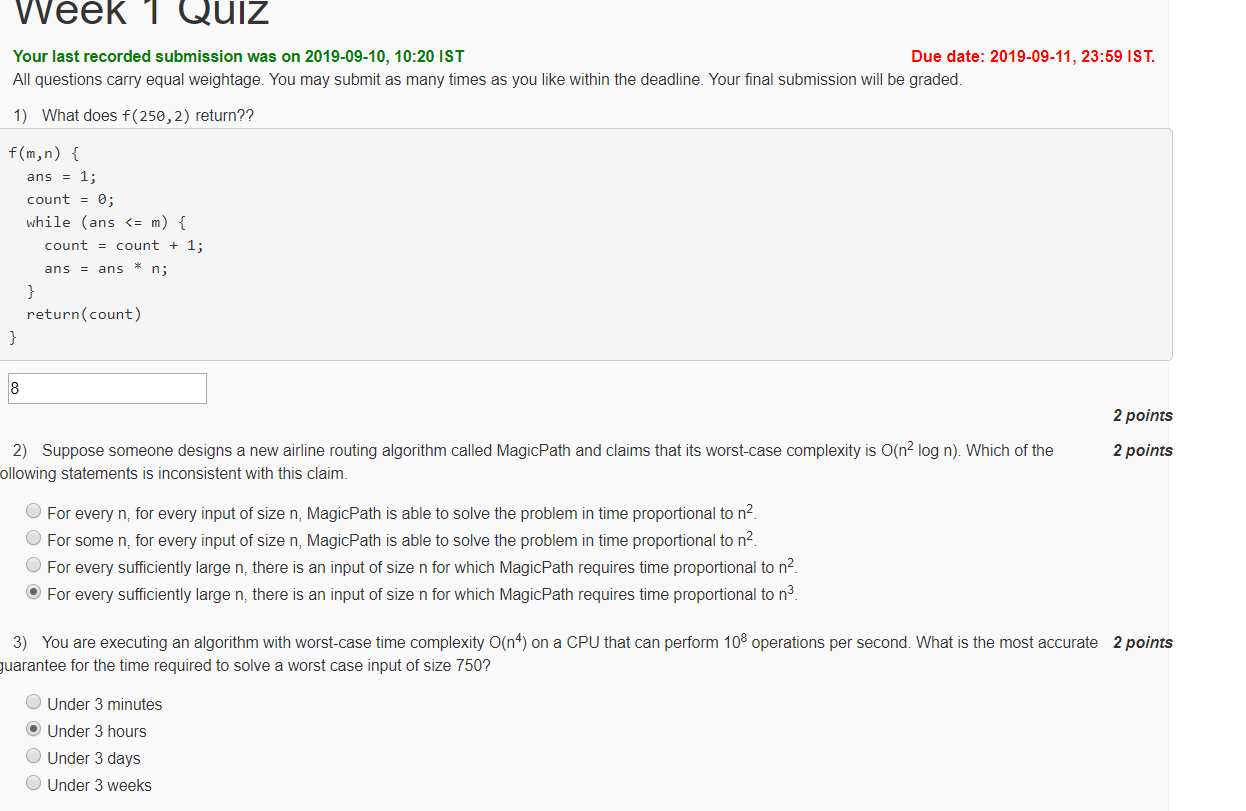 Week 1 Quiz
Your last recorded submission was on 2019-09-10, 10:20 IST Due date: 2019-09-11, 23:59 IST.
All questions carry equal weightage. You may submit as many times as you like within the deadline. Your final submission will be graded.
1) What does f(250,2) return??
f(m,n) {
ans = 1;
count = 0;
while (ans <= m) {
count = count + 1;
ans = ans * n;
}
return(count)
}
8
2 points
2) Suppose someone designs a new airline routing algorithm called MagicPath and claims that its worst-case complexity is O(n² log n). Which of the 2 points
ollowing statements is inconsistent with this claim.
For every n, for every input of size n, MagicPath is able to solve the problem in time proportional to n².
For some n, for every input of size n, MagicPath is able to solve the problem in time proportional to n².
For every sufficiently large n, there is an input of size n for which MagicPath requires time proportional to n².
For every sufficiently large n, there is an input of size n for which MagicPath requires time proportional to n³.
3) You are executing an algorithm with worst-case time complexity O(n⁴) on a CPU that can perform 10⁸ operations per second. What is the most accurate 2 points
guarantee for the time required to solve a worst case input of size 750?
Under 3 minutes
Under 3 hours
Under 3 days
Under 3 weeks